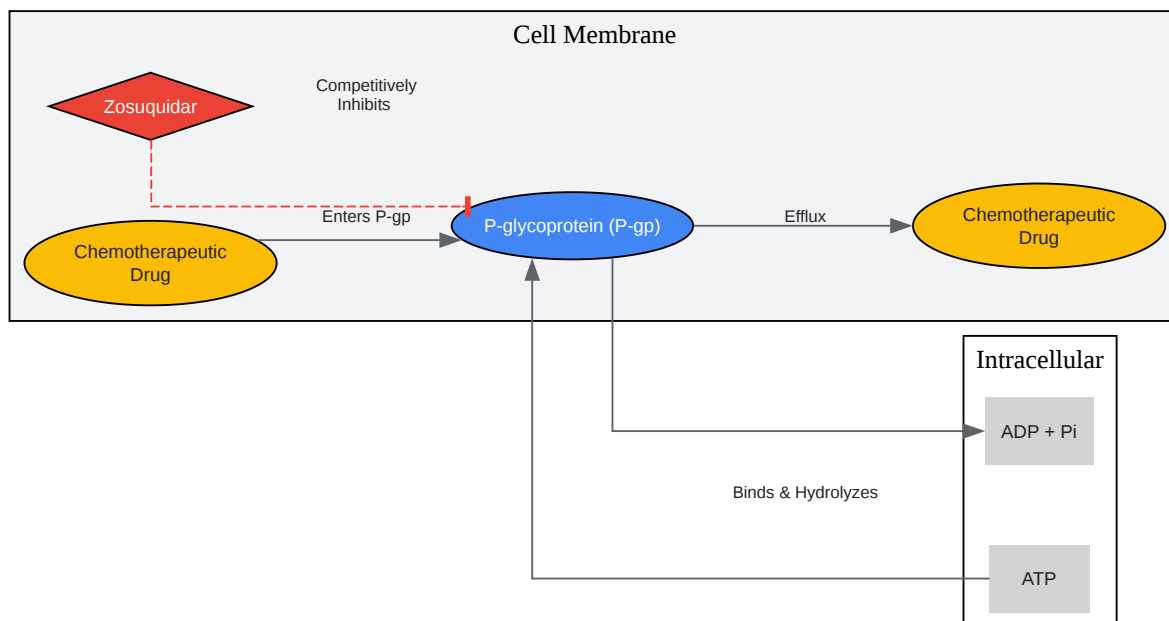 Cell Membrane
Zosuquidar
Competitively
Inhibits
Enters P-gp
Chemotherapeutic
Drug
P-glycoprotein (P-gp)
Efflux
Chemotherapeutic
Drug
Intracellular
ADP + Pi
Binds & Hydrolyzes
ATP